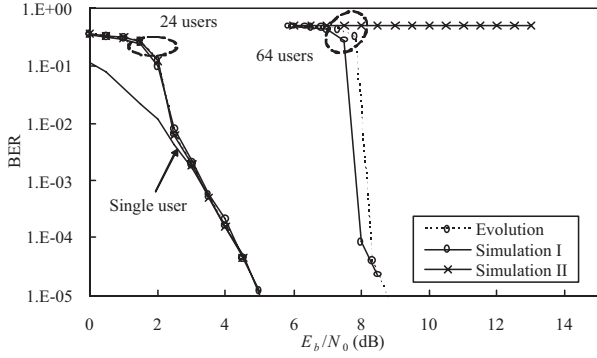 1.E+00
24 users
1.E-01
64 users
1.E-02
BER
1.E-03
Single user
1.E-04
Evolution
Simulation I
Simulation II
1.E-05
0 2 4 6 8 10 12 14
E_b/N_0 (dB)